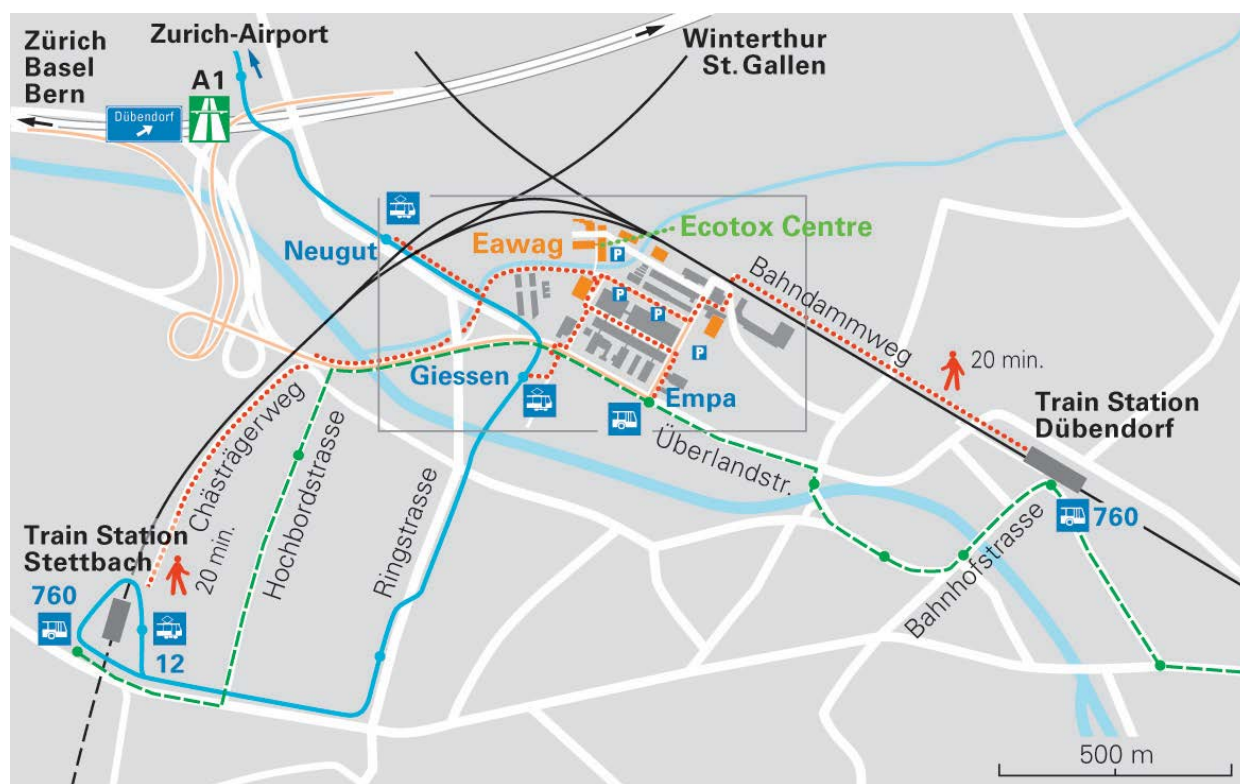 Zürich
Basel
Bern
Zurich-Airport
A1
Dübendorf
Winterthur
St. Gallen
Neugut
Eawag
Ecotox Centre
P
P
P
P
Bahndammweg
20 min.
Giessen
Empa
Train Station
Dübendorf
Überlandstr.
Chästrägerweg
Hochbordstrasse
Ringstrasse
Train Station
Stettbach
20 min.
760
12
Bahnhofstrasse
760
500 m